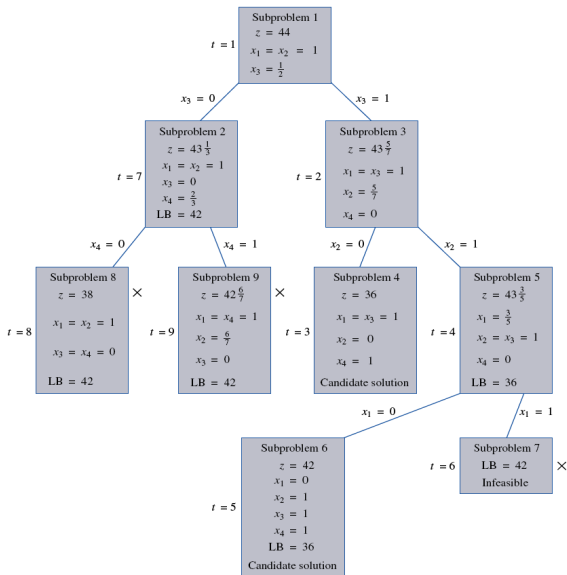 Subproblem 1
z = 44
t = 1
x₁ = x₂ = 1
x₃ = 1/2
x₃ = 0
x₃ = 1
Subproblem 2
z = 43 1/3
x₁ = x₂ = 1
t = 7
x₃ = 0
x₄ = 2/3
LB = 42
Subproblem 3
z = 43 5/7
x₁ = x₃ = 1
t = 2
x₂ = 5/7
x₄ = 0
x₄ = 0
x₄ = 1
x₂ = 0
x₂ = 1
Subproblem 8
z = 38
×
x₁ = x₂ = 1
t = 8
x₃ = x₄ = 0
LB = 42
Subproblem 9
z = 42 6/7
×
x₁ = x₄ = 1
t = 9
x₂ = 6/7
x₃ = 0
LB = 42
Subproblem 4
z = 36
x₁ = x₃ = 1
t = 3
x₂ = 0
x₄ = 1
Candidate solution
Subproblem 5
z = 43 3/5
x₁ = 3/5
t = 4
x₂ = x₃ = 1
x₄ = 0
LB = 36
x₁ = 0
x₁ = 1
Subproblem 6
z = 42
x₁ = 0
x₂ = 1
t = 5
x₃ = 1
x₄ = 1
LB = 36
Candidate solution
Subproblem 7
t = 6
LB = 42
×
Infeasible